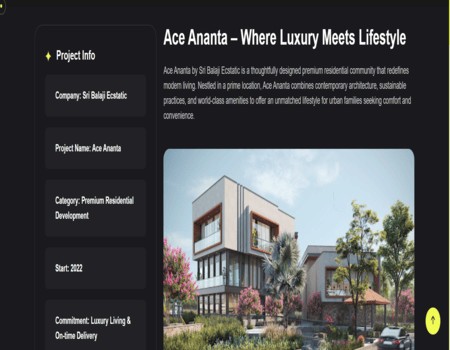 Project Info
Company: Sri Balaji Ecstatic
Project Name: Ace Ananta
Category: Premium Residential
Development
Start: 2022
Commitment: Luxury Living &
On-time Delivery
Ace Ananta – Where Luxury Meets Lifestyle
Ace Ananta by Sri Balaji Ecstatic is a thoughtfully designed premium residential community that redefines
modern living. Nestled in a prime location, Ace Ananta combines contemporary architecture, sustainable
practices, and world-class amenities to offer an unmatched lifestyle for urban families seeking comfort and
convenience.